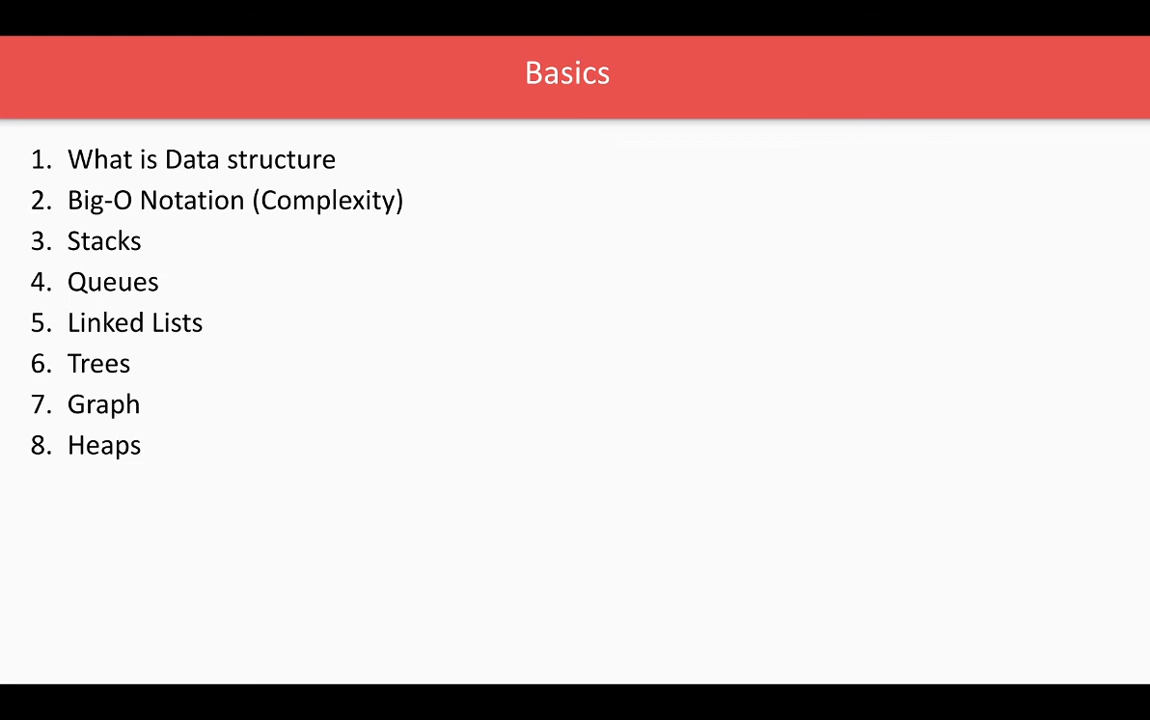 Basics
1. What is Data structure
2. Big-O Notation (Complexity)
3. Stacks
4. Queues
5. Linked Lists
6. Trees
7. Graph
8. Heaps